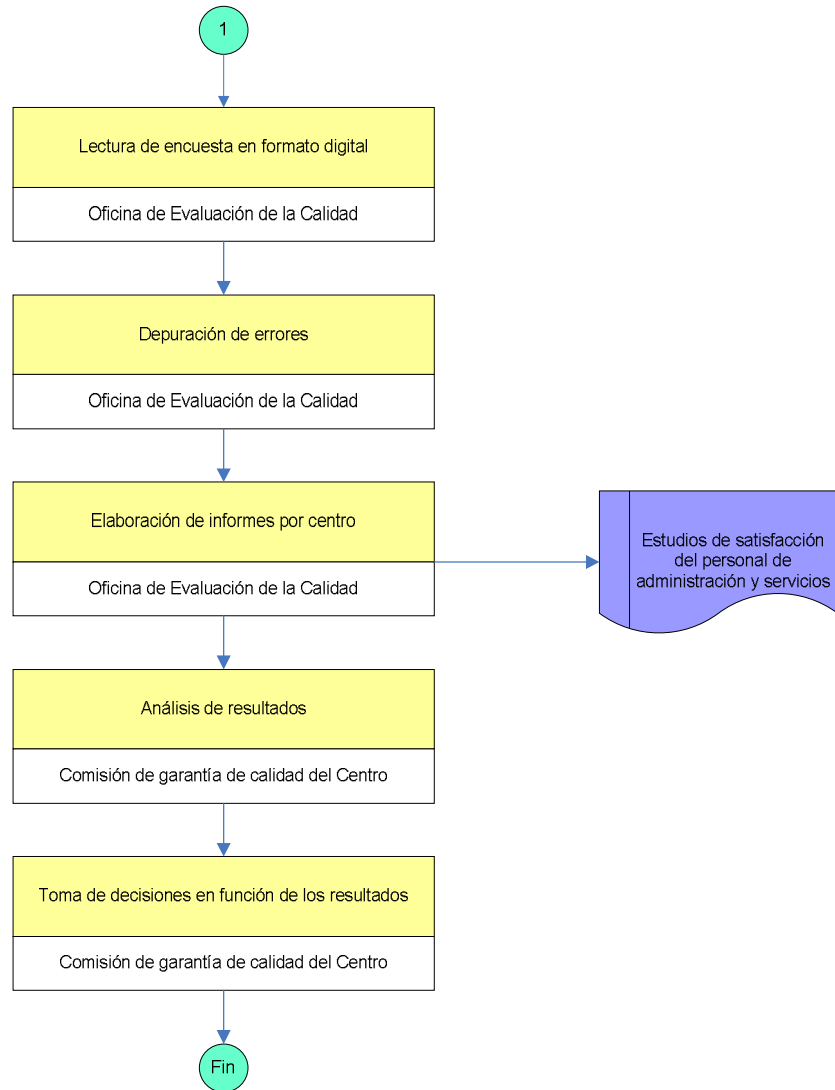 1
Lectura de encuesta en formato digital
Oficina de Evaluación de la Calidad
Depuración de errores
Oficina de Evaluación de la Calidad
Elaboración de informes por centro
Oficina de Evaluación de la Calidad
Estudios de satisfacción
del personal de
administración y servicios
Análisis de resultados
Comisión de garantía de calidad del Centro
Toma de decisiones en función de los resultados
Comisión de garantía de calidad del Centro
Fin